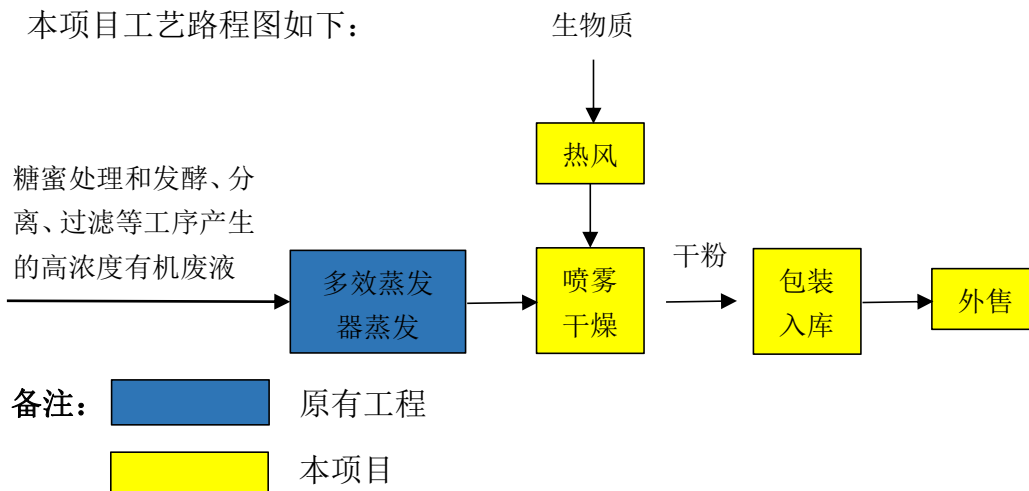 本项目工艺路程图如下：
生物质
热风
糖蜜处理和发酵、分
离、过滤等工序产生
的高浓度有机废液
多效蒸发
器蒸发
喷雾
干燥
干粉
包装
入库
外售
备注：
原有工程
本项目